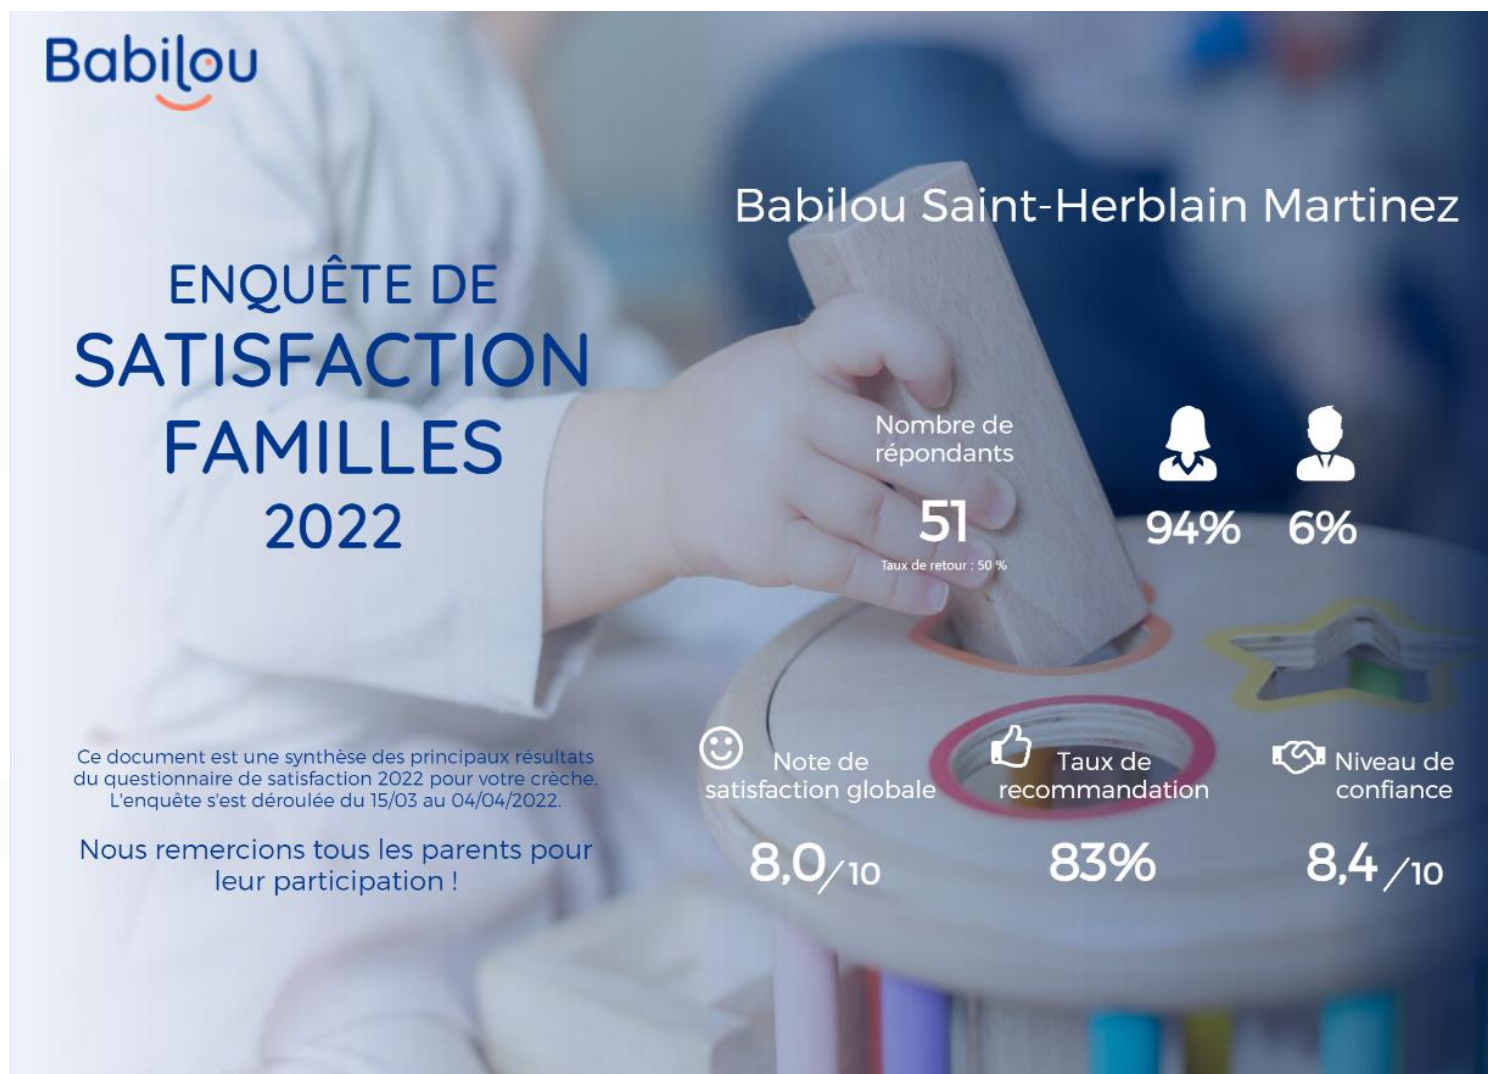 Babilou
ENQUÊTE DE
SATISFACTION
FAMILLES
2022
Ce document est une synthèse des principaux résultats
du questionnaire de satisfaction 2022 pour votre crèche.
L'enquête s'est déroulée du 15/03 au 04/04/2022.
Nous remercions tous les parents pour
leur participation !
Babilou Saint-Herblain Martinez
Nombre de
répondants
51
Taux de retour : 50 %
94% 6%
Note de
satisfaction globale
8,0/10
Taux de
recommandation
83%
Niveau de
confiance
8,4/10